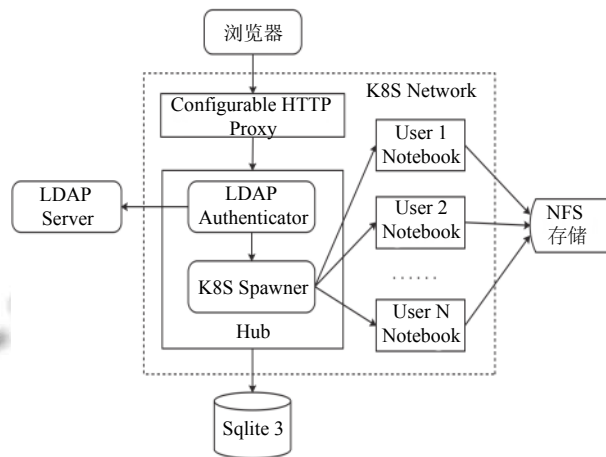 浏览器
K8S Network
Configurable HTTP
Proxy
User 1
Notebook
LDAP
Server
LDAP
Authenticator
User 2
Notebook
NFS
存储
K8S Spawner
......
User N
Notebook
Hub
Sqlite 3